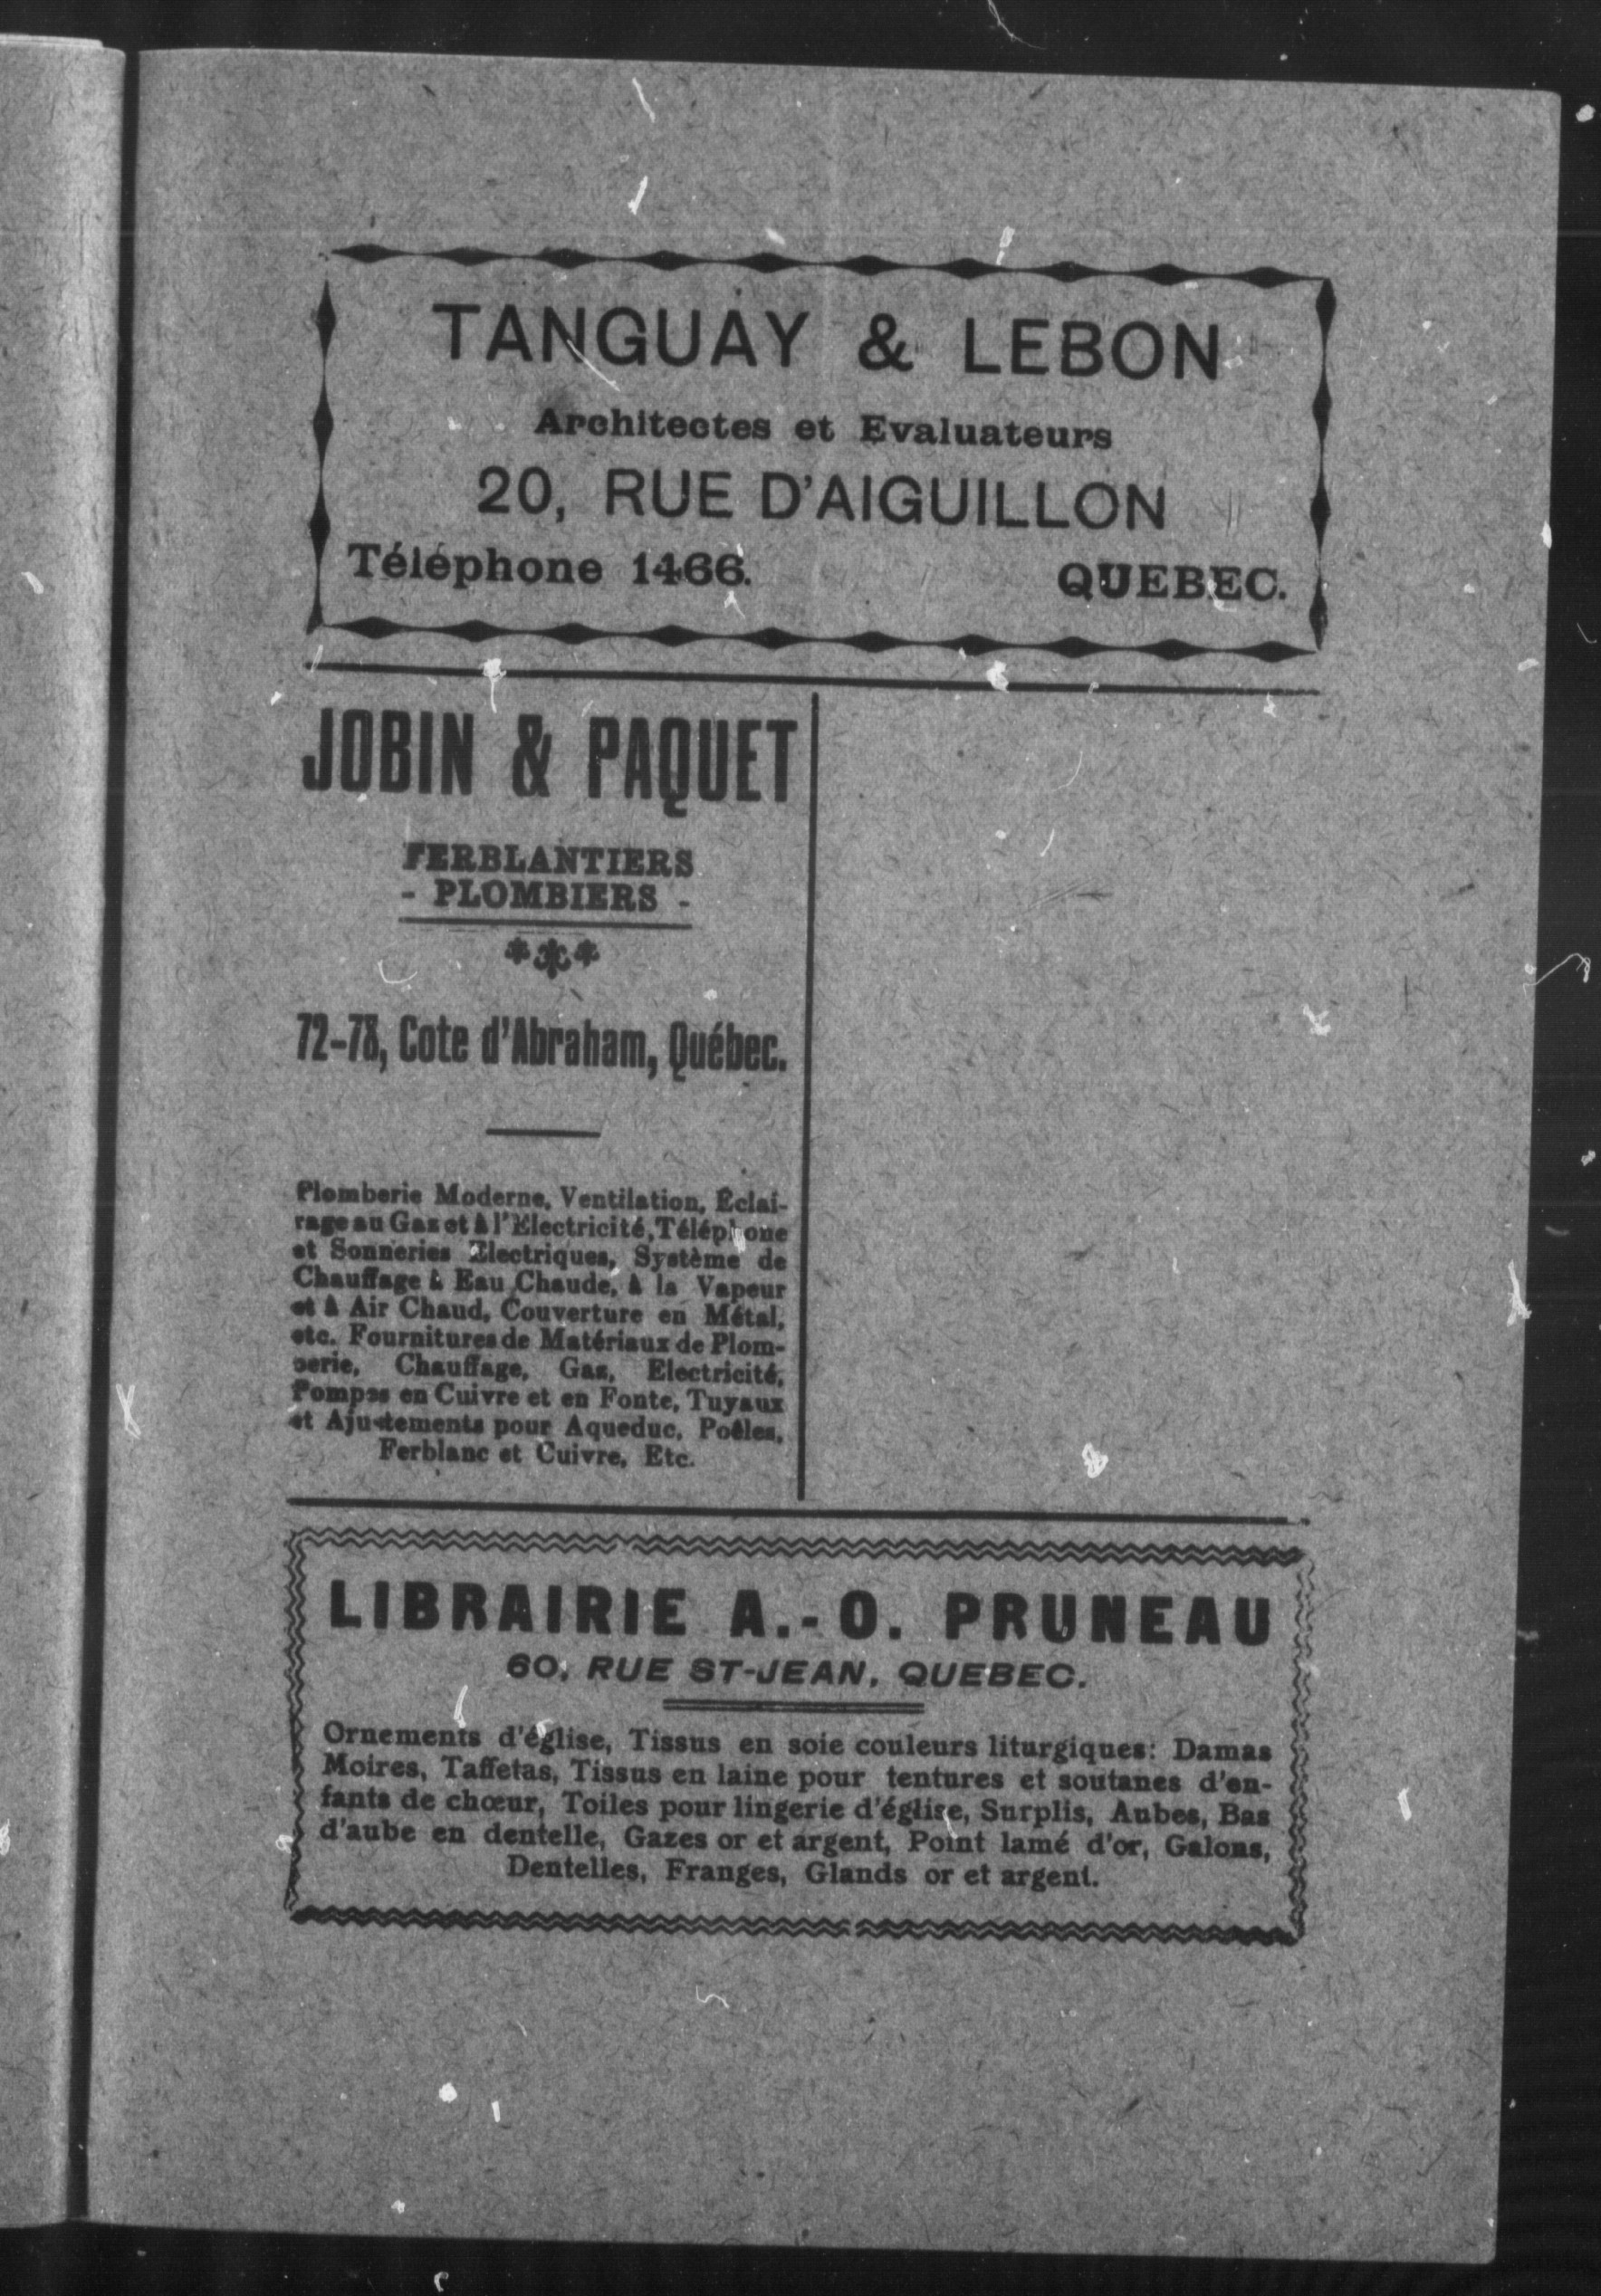 TANGUAY & LEBON
Architectes et Evaluateurs
20, RUE D'AIGUILLON
Téléphone 1466. QUEBEC.
JOBIN & PAQUET
FERBLANTIERS
- PLOMBIERS -
72-78, Cote d'Abraham, Québec.
Plomberie Moderne, Ventilation, Éclai-
rage au Gaz et à l'Electricité, Téléphone
et Sonneries Electriques, Système de
Chauffage à Eau Chaude, à la Vapeur
et à Air Chaud, Couverture en Métal,
etc. Fournitures de Matériaux de Plom-
berie, Chauffage, Gaz, Electricité,
Pompes en Cuivre et en Fonte, Tuyaux
et Ajustements pour Aqueduc, Poêles,
Ferblanc et Cuivre, Etc.
LIBRAIRIE A.-O. PRUNEAU
60, RUE ST-JEAN, QUEBEC.
Ornements d'église, Tissus en soie couleurs liturgiques: Damas
Moires, Taffetas, Tissus en laine pour tentures et soutanes d'en-
fants de chœur, Toiles pour lingerie d'église, Surplis, Aubes, Bas
d'aube en dentelle, Gazes or et argent, Point lamé d'or, Galons,
Dentelles, Franges, Glands or et argent.